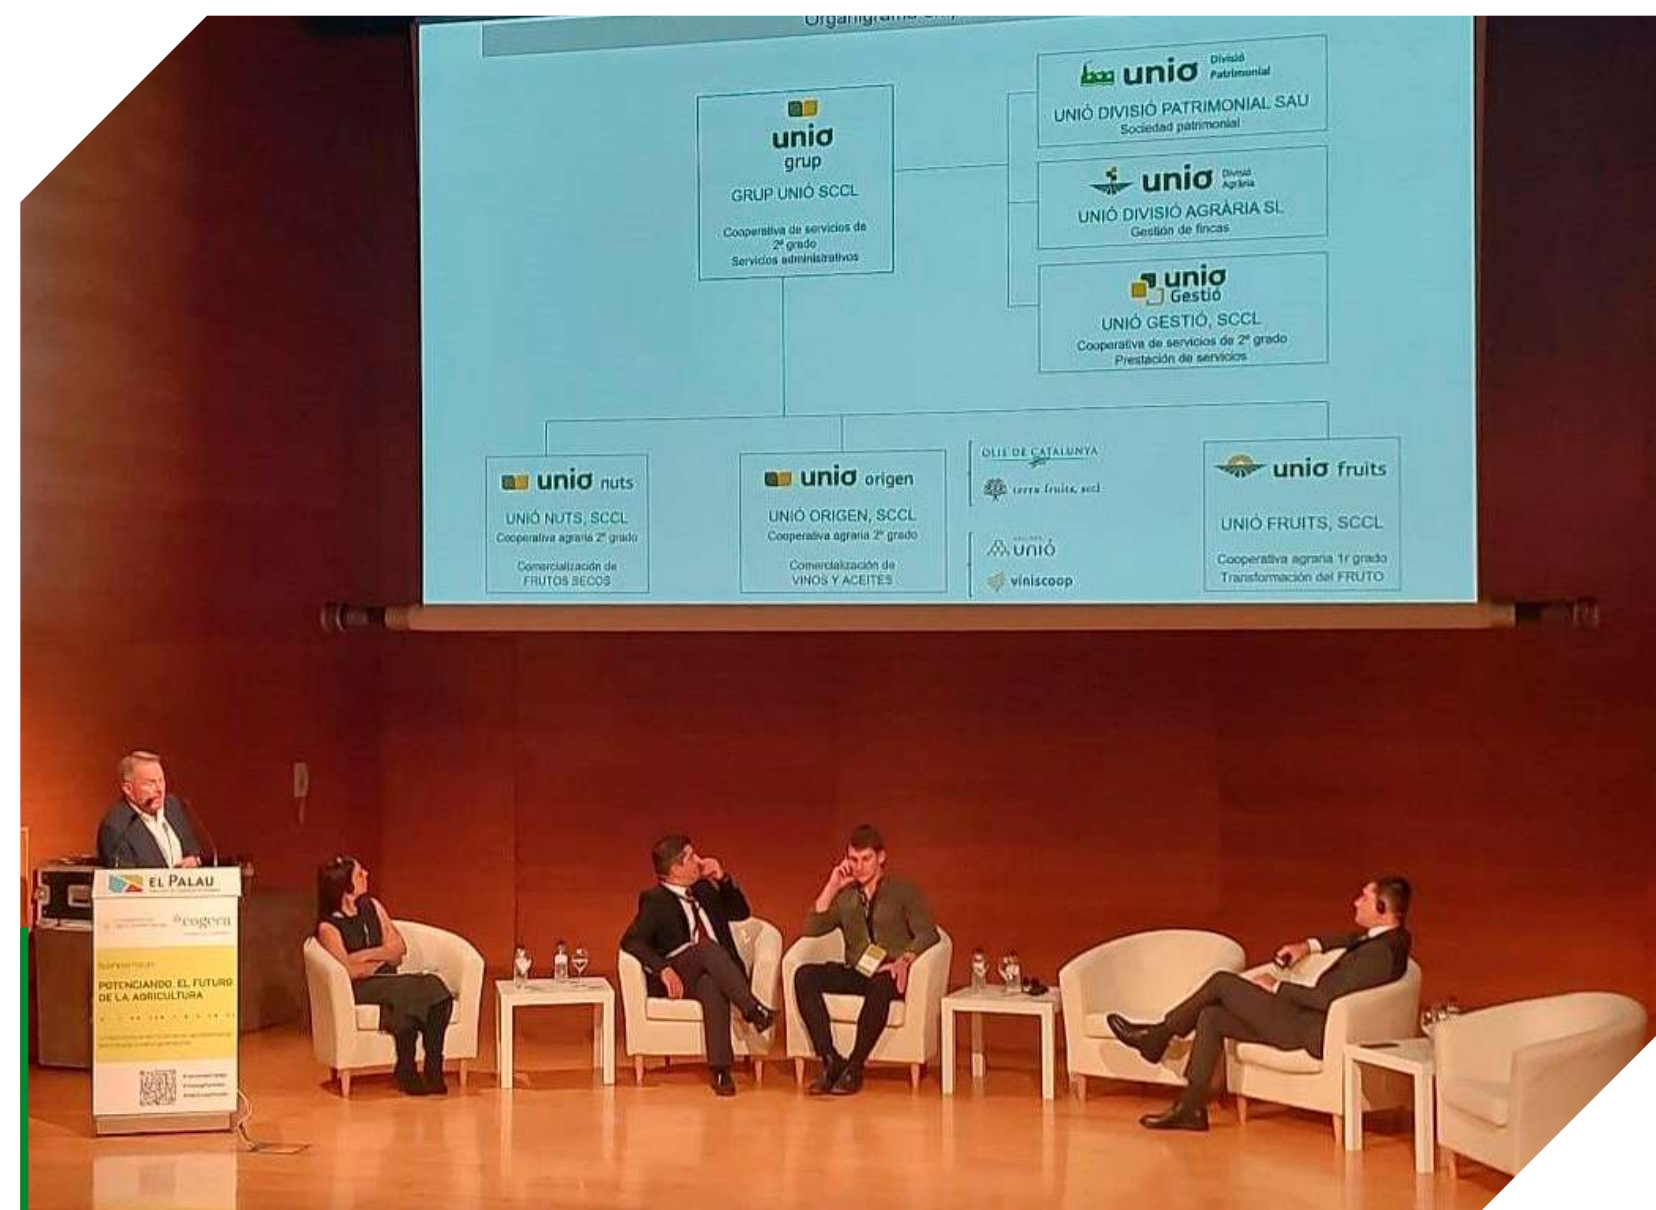 unió
grup
GRUP UNIÓ SCCL
Cooperativa de servicios de
2º grado
Servicios administrativos
unió Divisió
Patrimonial
UNIÓ DIVISIÓ PATRIMONIAL SAU
Sociedad patrimonial
unió Divisió
Agrària
UNIÓ DIVISIÓ AGRÀRIA SL
Gestión de fincas
unió
Gestió
UNIÓ GESTIÓ, SCCL
Cooperativa de servicios de 2º grado
Prestación de servicios
unió nuts
UNIÓ NUTS, SCCL
Cooperativa agraria 2º grado
Comercialización de
FRUTOS SECOS
unió origen
UNIÓ ORIGEN, SCCL
Cooperativa agraria 2º grado
Comercialización de
VINOS Y ACEITES
OLIS DE CATALUNYA
terra fruits, sccl
UNIÓ
viniscoop
unió fruits
UNIÓ FRUITS, SCCL
Cooperativa agraria 1r grado
Transformación del FRUTO
EL PALAU
cogeca
POTENCIANDO EL FUTURO
DE LA AGRICULTURA